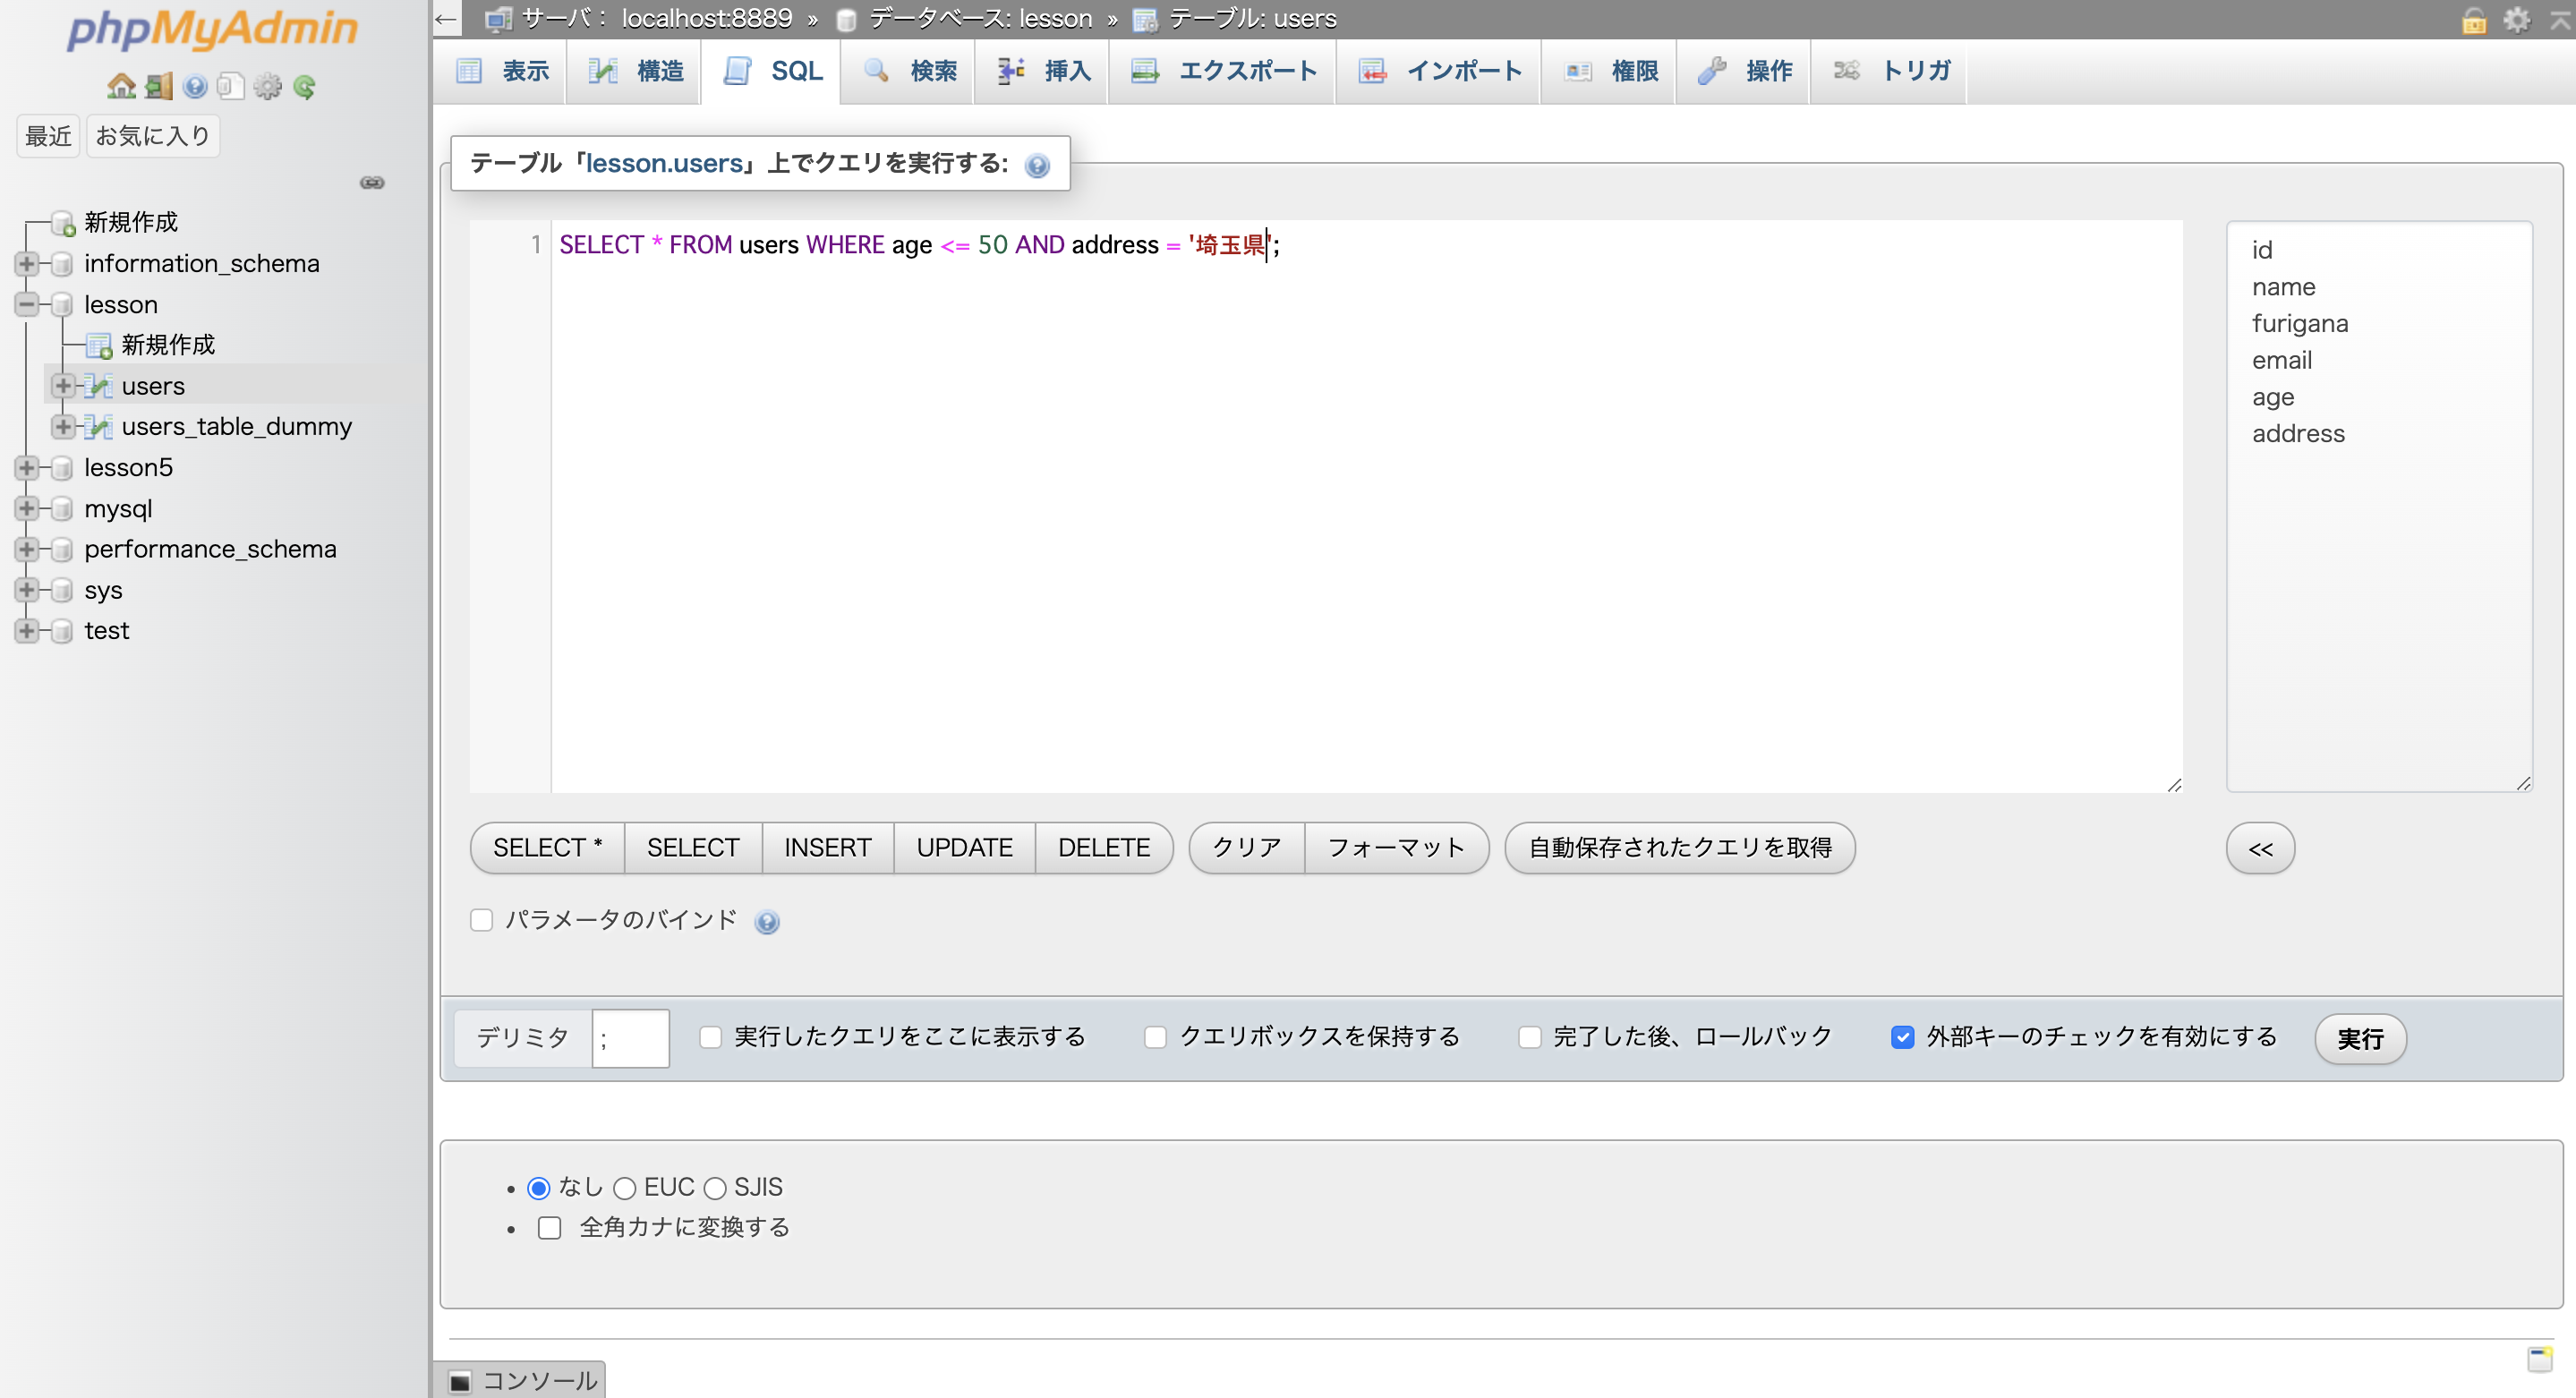 phpMyAdmin
最近 お気に入り
新規作成
information_schema
lesson
新規作成
users
users_table_dummy
lesson5
mysql
performance_schema
sys
test
← サーバ： localhost:8889 » データベース: lesson » テーブル: users
表示 構造 SQL 検索 挿入 エクスポート インポート 権限 操作 トリガ
テーブル「lesson.users」上でクエリを実行する:
1 SELECT * FROM users WHERE age <= 50 AND address = '埼玉県';
id
name
furigana
email
age
address
SELECT * SELECT INSERT UPDATE DELETE クリア フォーマット 自動保存されたクエリを取得 <<
パラメータのバインド
デリミタ ; 実行したクエリをここに表示する クエリボックスを保持する 完了した後、ロールバック 外部キーのチェックを有効にする 実行
• なし EUC SJIS
• 全角カナに変換する
コンソール